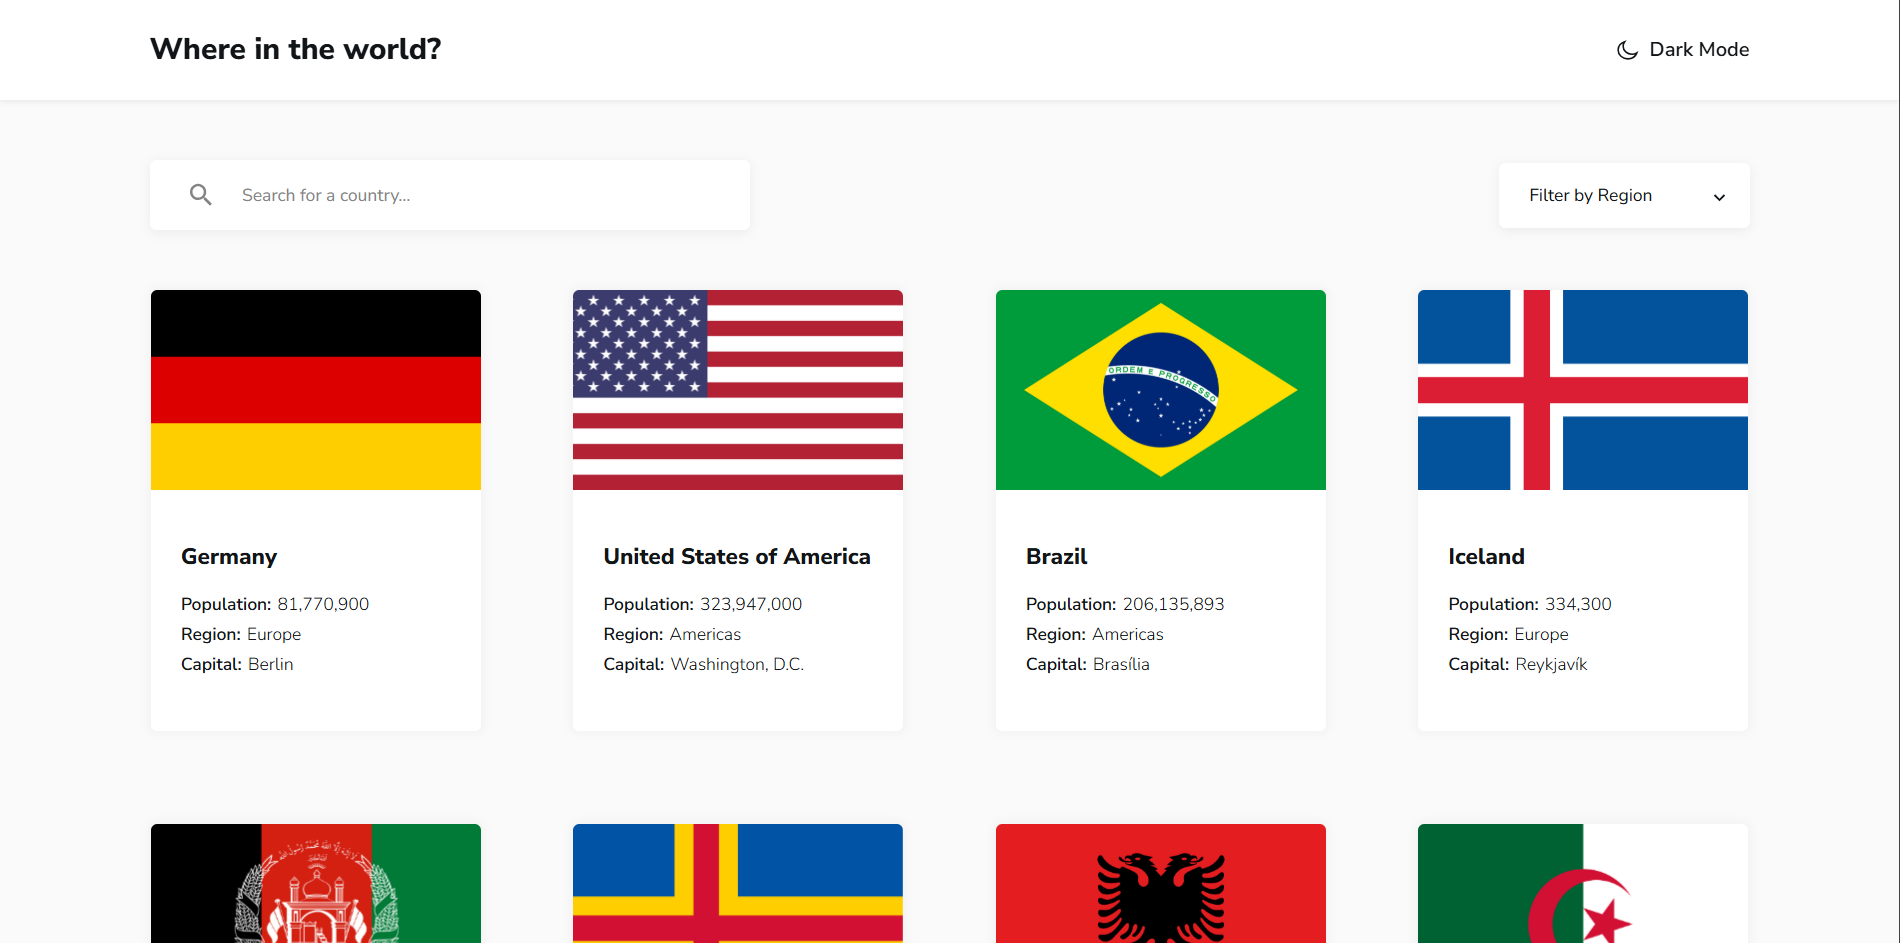 Where in the world?
Dark Mode
Search for a country...
Filter by Region
ORDEM E PROGRESSO
Germany
Population: 81,770,900
Region: Europe
Capital: Berlin
United States of America
Population: 323,947,000
Region: Americas
Capital: Washington, D.C.
Brazil
Population: 206,135,893
Region: Americas
Capital: Brasília
Iceland
Population: 334,300
Region: Europe
Capital: Reykjavík